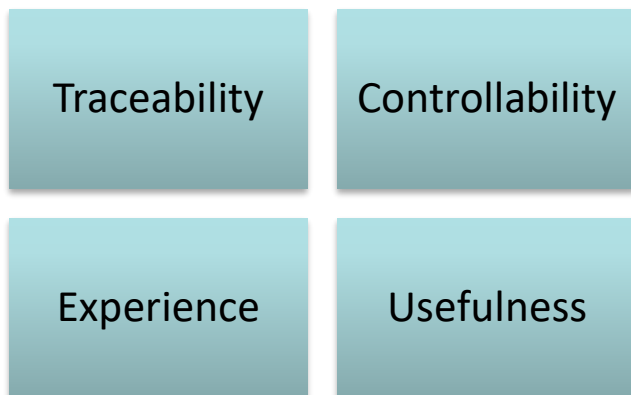 Traceability
Controllability
Experience
Usefulness